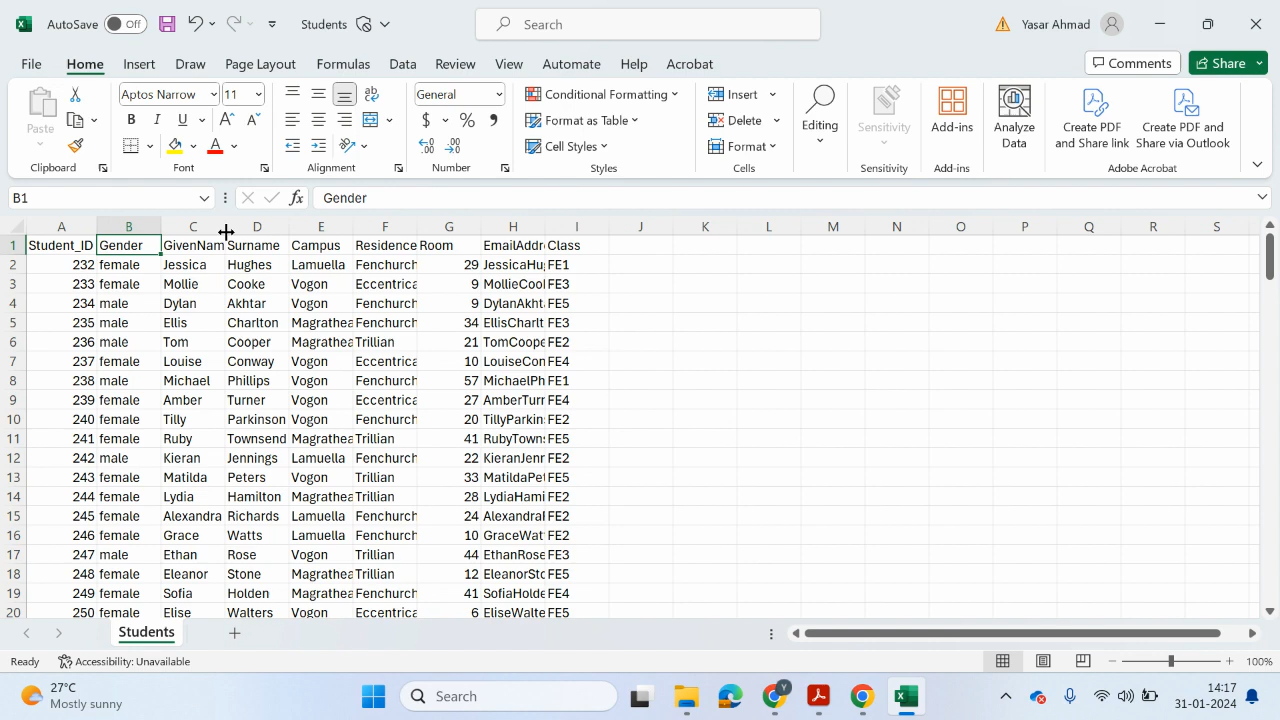 AutoSave Off Students Search Yasar Ahmad
File Home Insert Draw Page Layout Formulas Data Review View Automate Help Acrobat Comments Share
Paste Aptos Narrow 11 B I U A A A General $ % Conditional Formatting Format as Table Cell Styles Insert Delete Format Editing Sensitivity Add-ins Analyze Data Create PDF and Share link Create PDF and Share via Outlook
Clipboard Font Alignment Number Styles Cells Sensitivity Add-ins Adobe Acrobat
B1 fx Gender
A B C D E F G H I J K L M N O P Q R S
1 Student_ID Gender GivenNam Surname Campus Residence Room EmailAddr Class
2 232 female Jessica Hughes Lamuella Fenchurch 29 JessicaHu FE1
3 233 female Mollie Cooke Vogon Eccentrica 9 MollieCoo FE3
4 234 male Dylan Akhtar Vogon Fenchurch 9 DylanAkht FE5
5 235 male Ellis Charlton Magrathea Fenchurch 34 EllisCharlt FE3
6 236 male Tom Cooper Magrathea Trillian 21 TomCoope FE2
7 237 female Louise Conway Vogon Eccentrica 10 LouiseCon FE4
8 238 male Michael Phillips Vogon Fenchurch 57 MichaelPh FE1
9 239 female Amber Turner Vogon Eccentrica 27 AmberTurn FE4
10 240 female Tilly Parkinson Vogon Fenchurch 20 TillyParkin FE2
11 241 female Ruby Townsend Magrathea Trillian 41 RubyTowns FE5
12 242 male Kieran Jennings Lamuella Fenchurch 22 KieranJenn FE2
13 243 female Matilda Peters Vogon Trillian 33 MatildaPet FE5
14 244 female Lydia Hamilton Magrathea Trillian 28 LydiaHami FE2
15 245 female Alexandra Richards Lamuella Fenchurch 24 Alexandra FE2
16 246 female Grace Watts Lamuella Fenchurch 10 GraceWat FE2
17 247 male Ethan Rose Vogon Trillian 44 EthanRose FE3
18 248 female Eleanor Stone Magrathea Trillian 12 EleanorSto FE5
19 249 female Sofia Holden Magrathea Fenchurch 41 SofiaHolde FE4
20 250 female Elise Walters Vogon Eccentrica 6 EliseWalte FE5
Students
Ready Accessibility: Unavailable 100%
27°C
Mostly sunny
Search
14:17
31-01-2024